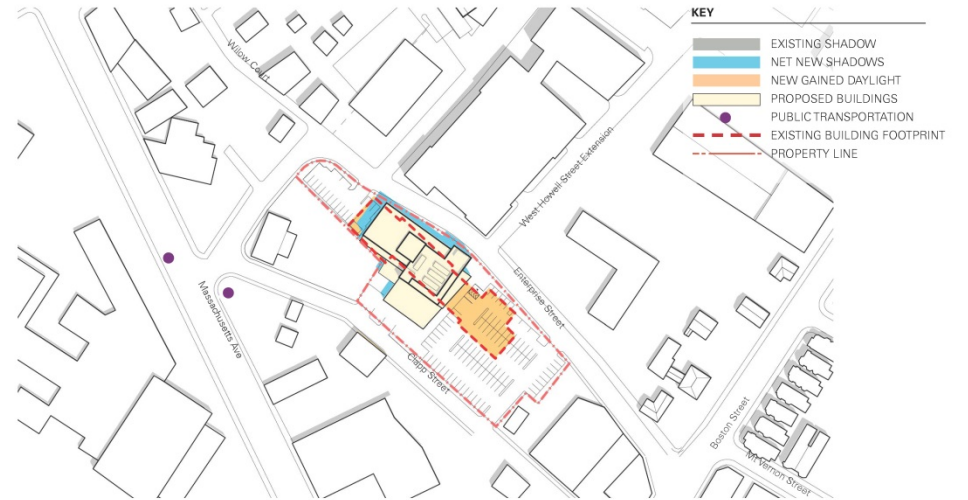 KEY
EXISTING SHADOW
NET NEW SHADOWS
NEW GAINED DAYLIGHT
PROPOSED BUILDINGS
PUBLIC TRANSPORTATION
EXISTING BUILDING FOOTPRINT
PROPERTY LINE
Wilow Court
West Howell Street Extension
Enterprise Street
Massachusetts Ave
Clapp Street
Boston Street
Mt Vernon Street